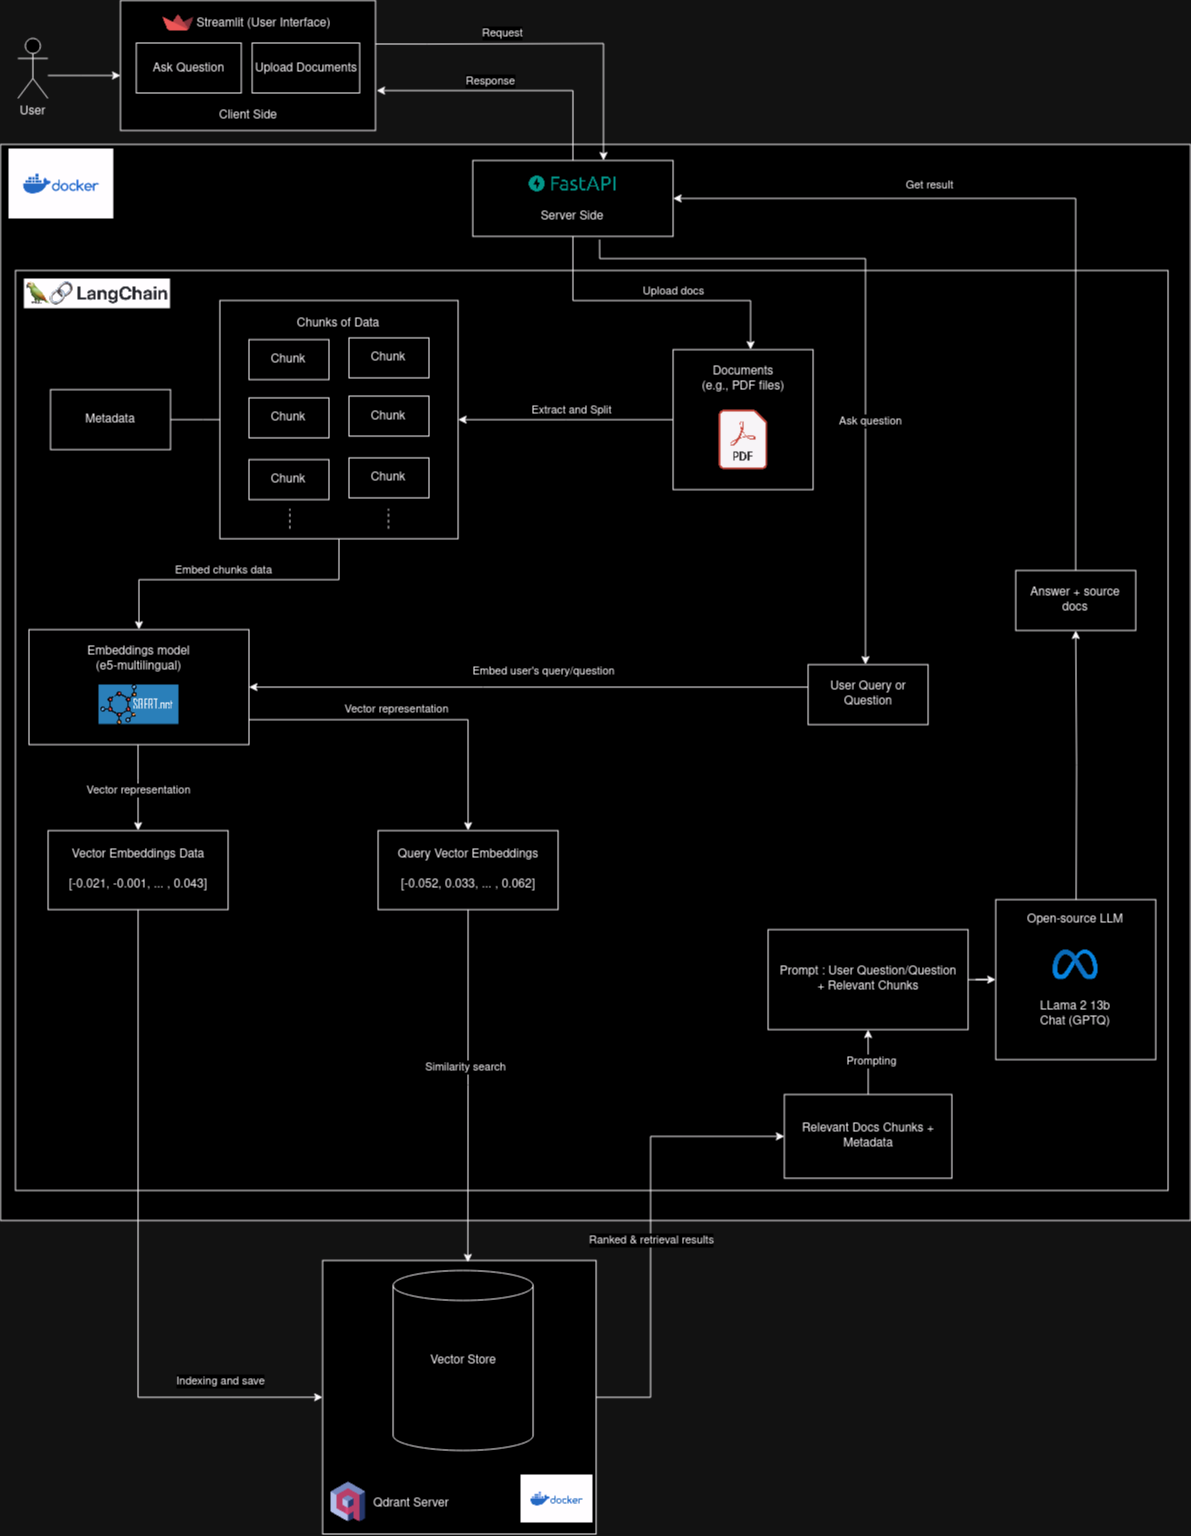 Streamlit (User Interface)
Ask Question
Upload Documents
Client Side
User
Request
Response
docker
FastAPI
Server Side
Get result
LangChain
Upload docs
Chunks of Data
Chunk
Chunk
Chunk
Chunk
Chunk
Chunk
Metadata
Extract and Split
Documents
(e.g., PDF files)
PDF
Ask question
Embed chunks data
Answer + source
docs
Embeddings model
(e5-multilingual)
SBERT.net
Embed user's query/question
User Query or
Question
Vector representation
Vector representation
Vector Embeddings Data
[-0.021, -0.001, ... , 0.043]
Query Vector Embeddings
[-0.052, 0.033, ... , 0.062]
Open-source LLM
LLama 2 13b
Chat (GPTQ)
Prompt : User Question/Question
+ Relevant Chunks
Similarity search
Prompting
Relevant Docs Chunks +
Metadata
Ranked & retrieval results
Vector Store
Indexing and save
Qdrant Server
docker